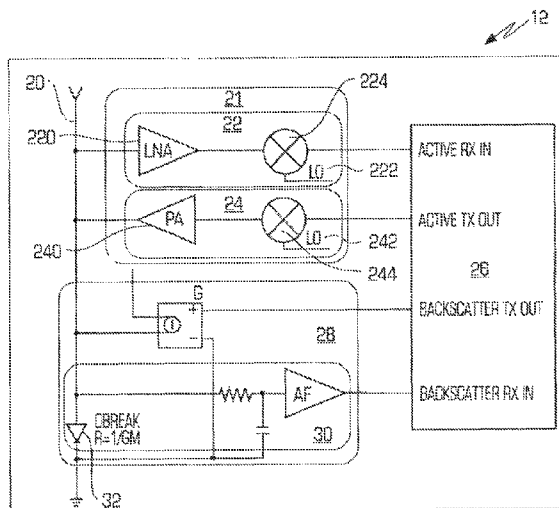 12
20
21
22
224
220
LNA
LO
222
ACTIVE RX IN
24
PA
240
LO
242
244
ACTIVE TX OUT
26
G
+
-
28
BACKSCATTER TX OUT
AF
BACKSCATTER RX IN
DBREAK
R=1/GM
30
32